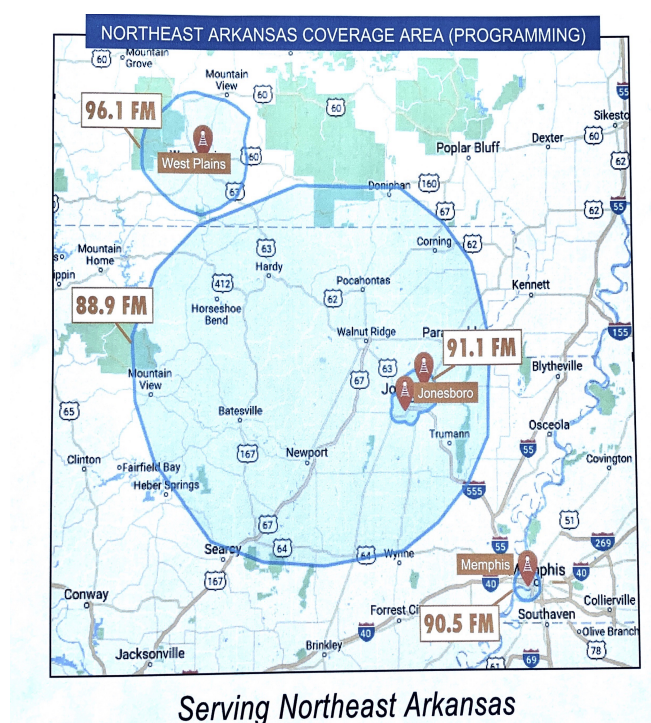 NORTHEAST ARKANSAS COVERAGE AREA (PROGRAMMING)
60
Mountain
Grove
Mountain
View
60
60
55
96.1 FM
Sikesto
60
Dexter
Poplar Bluff
60
62
West Plains
63
Doniphan
160
67
62
55
Corning
62
63
Mountain
Home
Hardy
ippin
412
Pocahontas
Kennett
62
88.9 FM
Horseshoe
Bend
155
Walnut Ridge
91.1 FM
63
Blytheville
Mountain
View
67
Jonesboro
65
Batesville
Trumann
Osceola
167
Newport
55
Clinton
Fairfield Bay
Covington
Heber Springs
555
51
67
Searcy
64
64
Wynne
55
269
Memphis
40
40
167
Conway
Collierville
Forrest Ci
90.5 FM
Southaven
40
Olive Branch
Brinkley
78
Jacksonville
69
61
Serving Northeast Arkansas